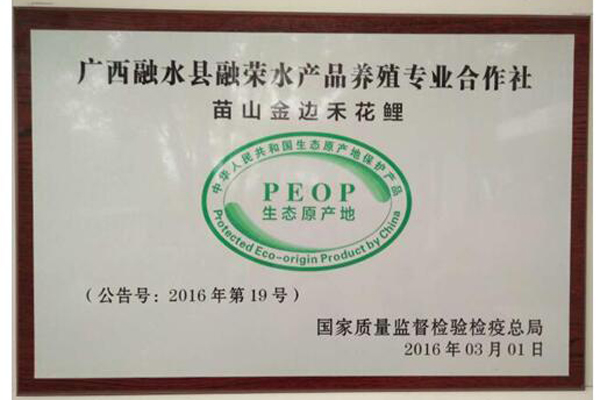 广西融水县融荣水产品养殖专业合作社
苗山金边禾花鲤
中华人民共和国生态原产地保护产品
PEOP
生态原产地
Protected Eco-origin Product by China
（公告号：2016年第19号）
国家质量监督检验检疫总局
2016年03月01日